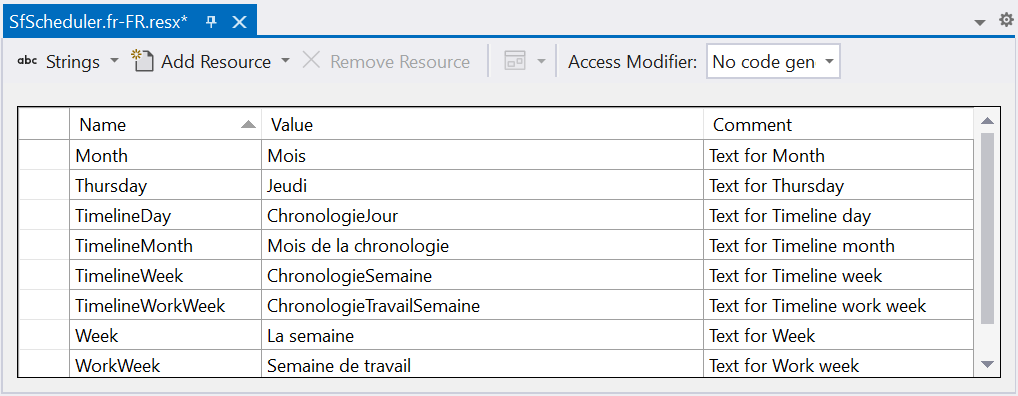 SfScheduler.fr-FR.resx*
abc Strings Add Resource Remove Resource Access Modifier: No code gen
Name Value Comment
Month Mois Text for Month
Thursday Jeudi Text for Thursday
TimelineDay ChronologieJour Text for Timeline day
TimelineMonth Mois de la chronologie Text for Timeline month
TimelineWeek ChronologieSemaine Text for Timeline week
TimelineWorkWeek ChronologieTravailSemaine Text for Timeline work week
Week La semaine Text for Week
WorkWeek Semaine de travail Text for Work week